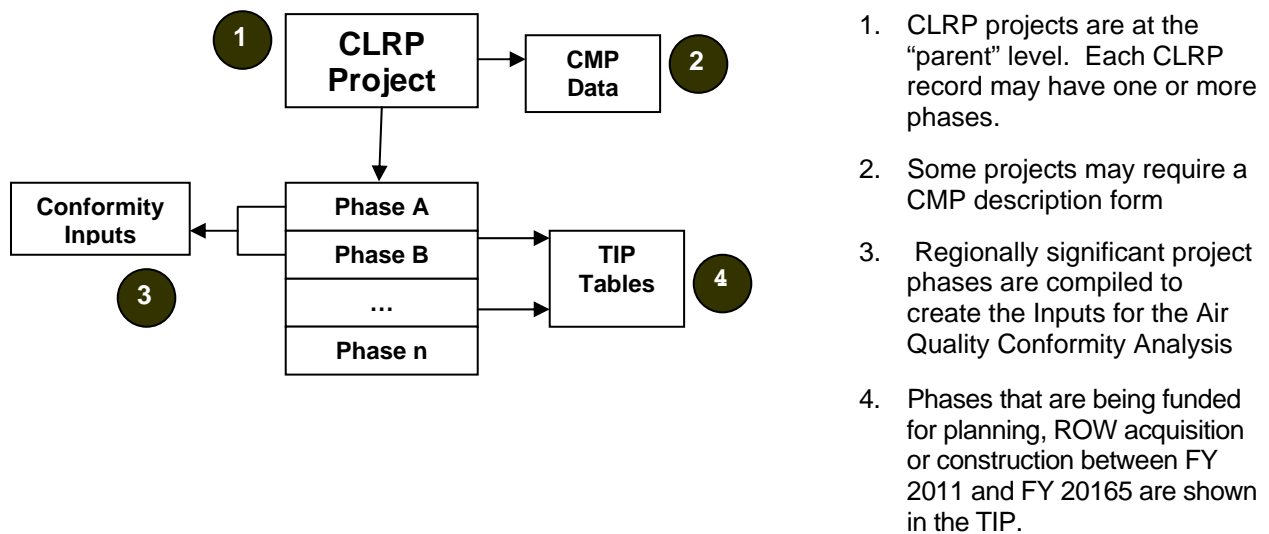 1
CLRP
Project
CMP
Data
2
Conformity
Inputs
3
Phase A
Phase B
…
Phase n
TIP
Tables
4
1. CLRP projects are at the
“parent” level. Each CLRP
record may have one or more
phases.
2. Some projects may require a
CMP description form
3. Regionally significant project
phases are compiled to
create the Inputs for the Air
Quality Conformity Analysis
4. Phases that are being funded
for planning, ROW acquisition
or construction between FY
2011 and FY 20165 are shown
in the TIP.